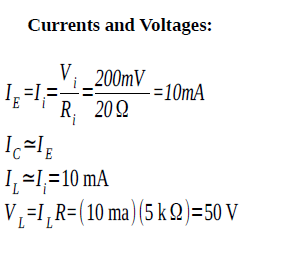 Currents and Voltages:
I_E=I_i=V_i/R_i=200mV/20Ω=10mA
I_C≃I_E
I_L≃I_i=10 mA
V_L=I_L R=(10 ma)(5 kΩ)=50 V